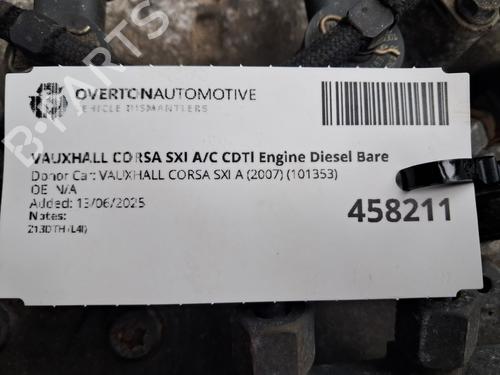 OVERTONAUTOMOTIVE
VEHICLE DISMANTLERS
VAUXHALL CORSA SXI A/C CDTI Engine Diesel Bare
Donor Car: VAUXHALL CORSA SXI A (2007) (101353)
OE N/A
Added: 13/06/2025
458211
Notes:
Z13DTH (L4I)
B-PARTS